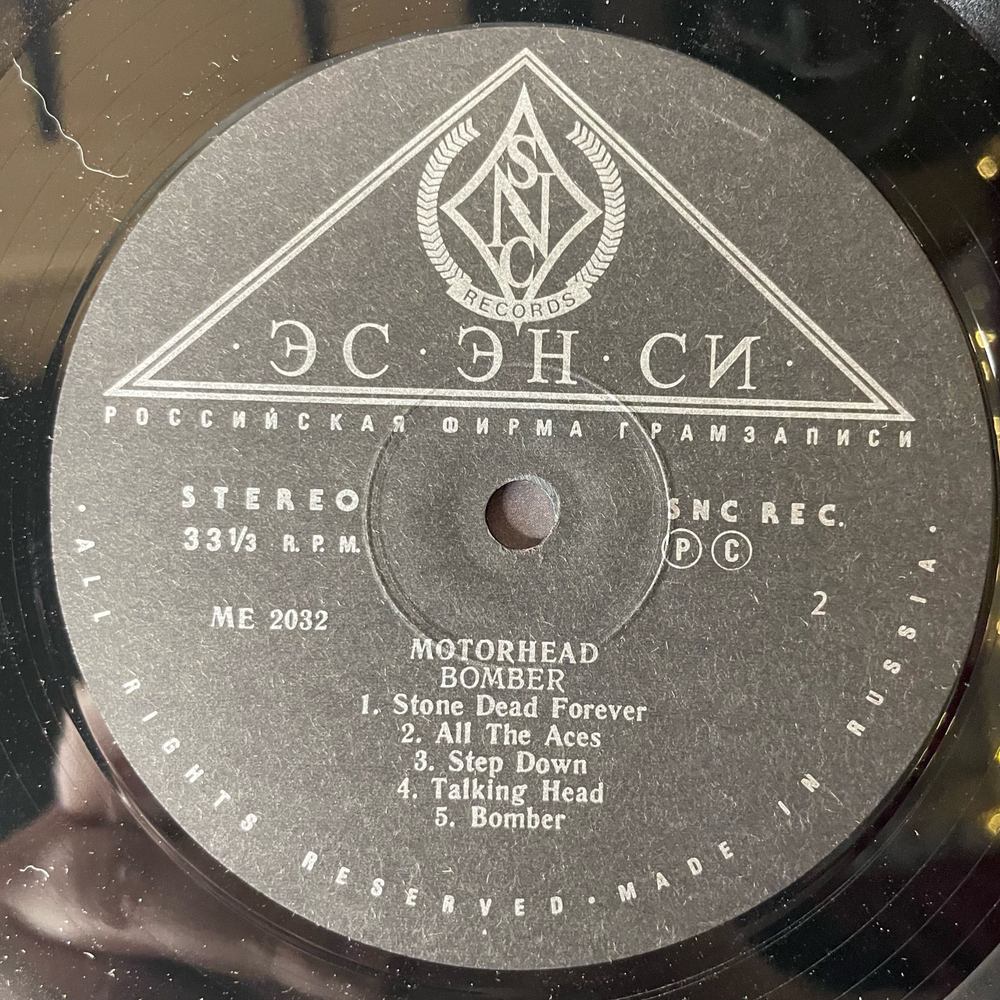 SNC
RECORDS
· ЭС · ЭН · СИ ·
РОССИЙСКАЯ ФИРМА ГРАМЗАПИСИ
STEREO
33⅓ R.P.M.
SNC REC.
Ⓟ Ⓒ
ME 2032
2
MOTORHEAD
BOMBER
1. Stone Dead Forever
2. All The Aces
3. Step Down
4. Talking Head
5. Bomber
· ALL RIGHTS RESERVED · MADE IN RUSSIA ·